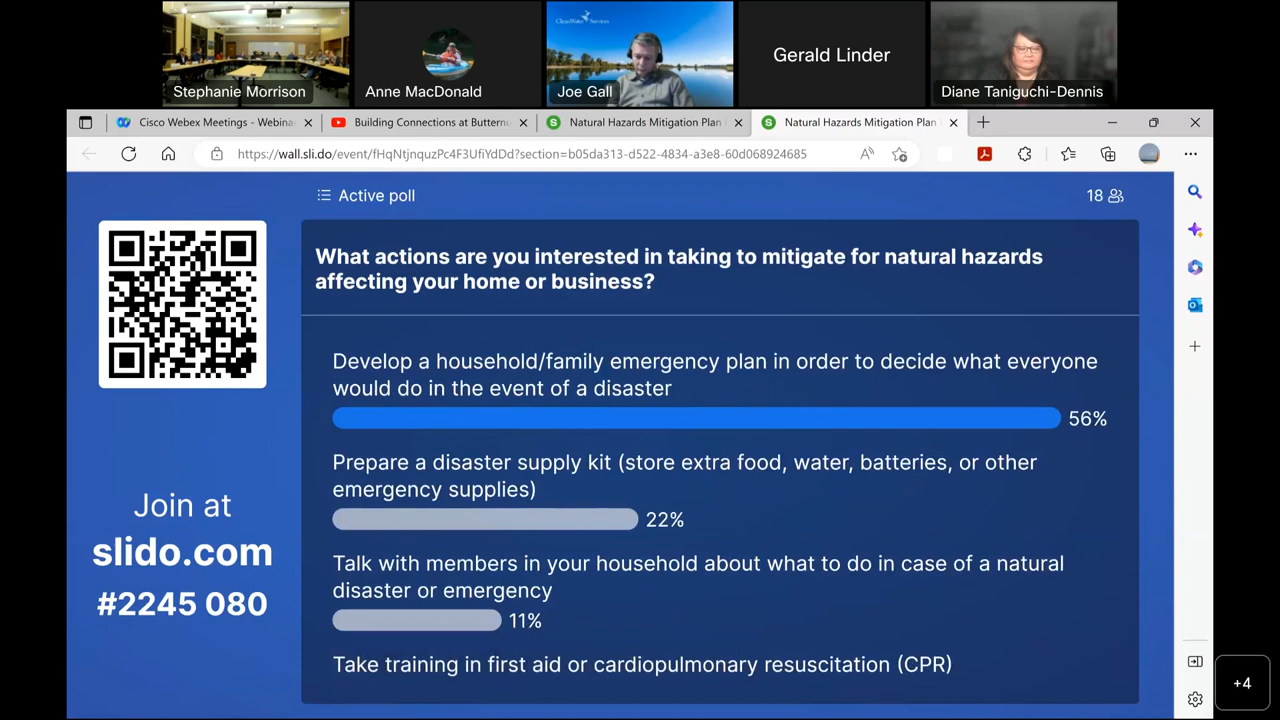 CleanWater Services
Stephanie Morrison
Anne MacDonald
Joe Gall
Gerald Linder
Diane Taniguchi-Dennis
Cisco Webex Meetings - Webina
Building Connections at Buttern
Natural Hazards Mitigation Plan
Natural Hazards Mitigation Plan
https://wall.sli.do/event/fHqNtjnquzPc4F3UfiYdDd?section=b05da313-d522-4834-a3e8-60d068924685
Active poll
18
What actions are you interested in taking to mitigate for natural hazards
affecting your home or business?
Develop a household/family emergency plan in order to decide what everyone
would do in the event of a disaster
56%
Prepare a disaster supply kit (store extra food, water, batteries, or other
emergency supplies)
22%
Talk with members in your household about what to do in case of a natural
disaster or emergency
11%
Take training in first aid or cardiopulmonary resuscitation (CPR)
Join at
slido.com
#2245 080
+4